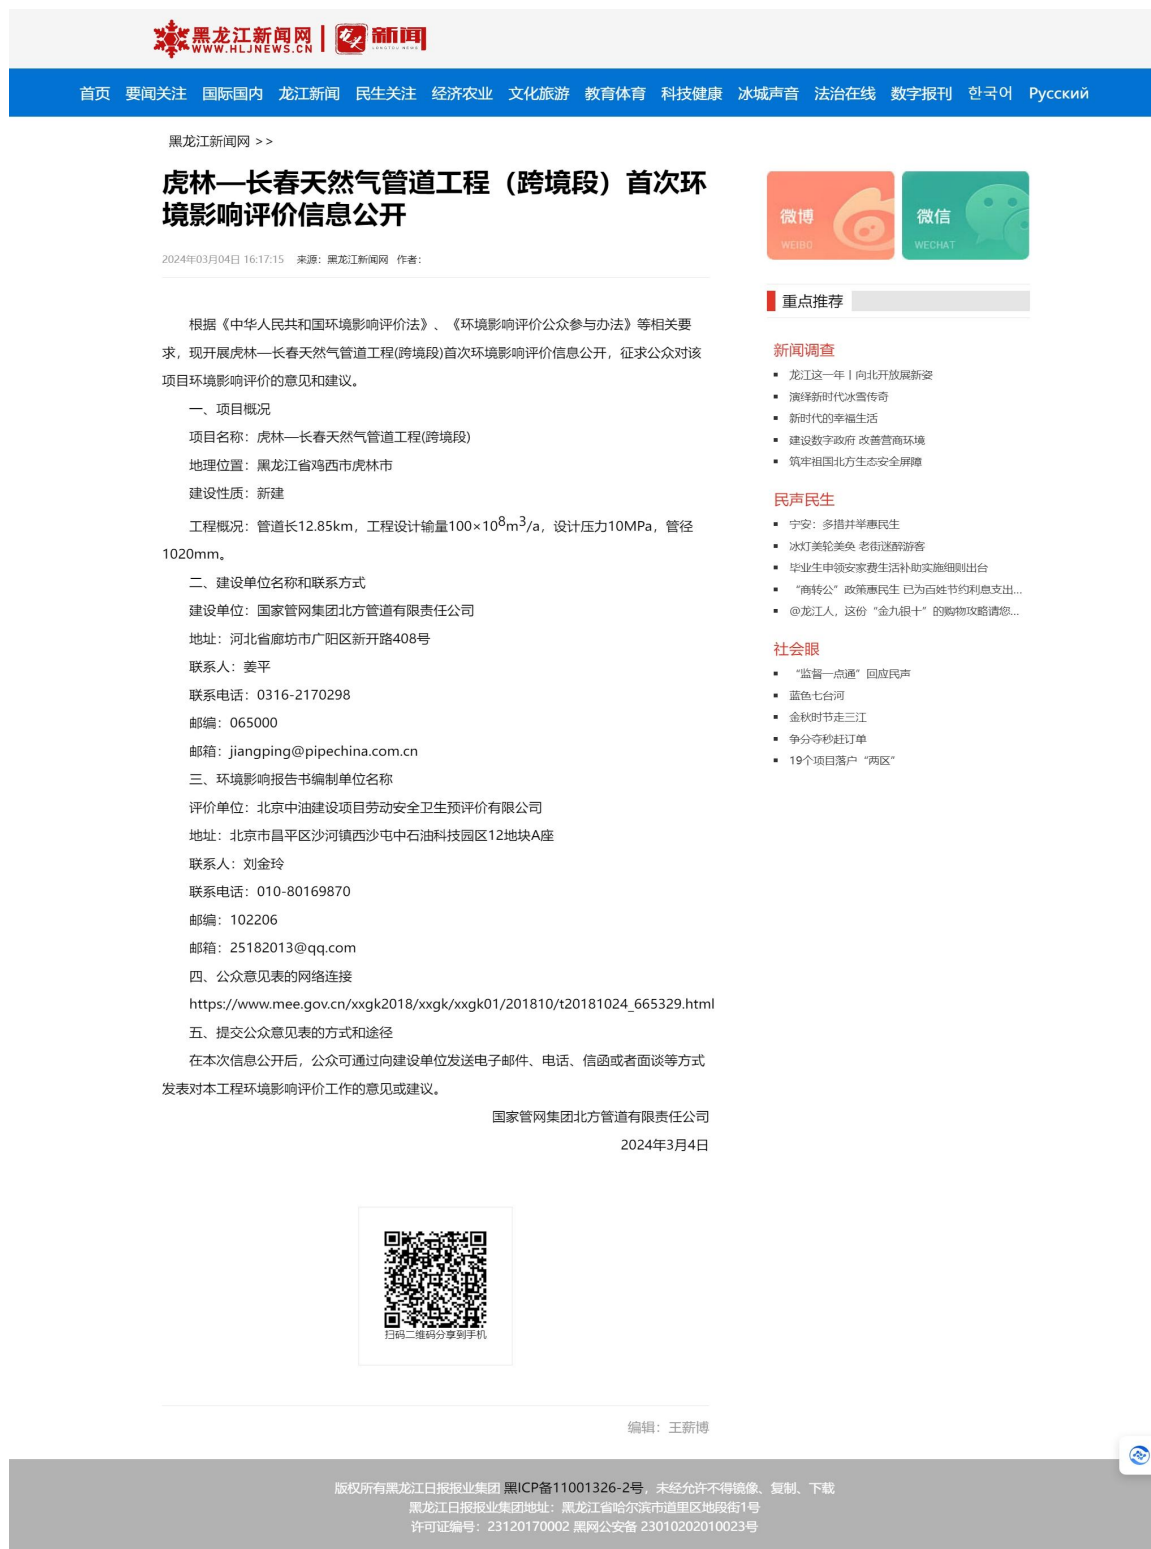 黑龙江新闻网
WWW.HLJNEWS.CN
龙头新闻
LONGTOU NEWS
首页 要闻关注 国际国内 龙江新闻 民生关注 经济农业 文化旅游 教育体育 科技健康 冰城声音 法治在线 数字报刊 한국어 Русский
黑龙江新闻网 >>
虎林—长春天然气管道工程（跨境段）首次环
境影响评价信息公开
2024年03月04日 16:17:15 来源：黑龙江新闻网 作者：
根据《中华人民共和国环境影响评价法》、《环境影响评价公众参与办法》等相关要
求，现开展虎林—长春天然气管道工程(跨境段)首次环境影响评价信息公开，征求公众对该
项目环境影响评价的意见和建议。
一、项目概况
项目名称：虎林—长春天然气管道工程(跨境段)
地理位置：黑龙江省鸡西市虎林市
建设性质：新建
工程概况：管道长12.85km，工程设计输量100×10⁸m³/a，设计压力10MPa，管径
1020mm。
二、建设单位名称和联系方式
建设单位：国家管网集团北方管道有限责任公司
地址：河北省廊坊市广阳区新开路408号
联系人：姜平
联系电话：0316-2170298
邮编：065000
邮箱：jiangping@pipechina.com.cn
三、环境影响报告书编制单位名称
评价单位：北京中油建设项目劳动安全卫生预评价有限公司
地址：北京市昌平区沙河镇西沙屯中石油科技园区12地块A座
联系人：刘金玲
联系电话：010-80169870
邮编：102206
邮箱：25182013@qq.com
四、公众意见表的网络连接
https://www.mee.gov.cn/xxgk2018/xxgk/xxgk01/201810/t20181024_665329.html
五、提交公众意见表的方式和途径
在本次信息公开后，公众可通过向建设单位发送电子邮件、电话、信函或者面谈等方式
发表对本工程环境影响评价工作的意见或建议。
国家管网集团北方管道有限责任公司
2024年3月4日
扫码二维码分享到手机
编辑：王薪博
微博
WEIBO
微信
WECHAT
重点推荐
新闻调查
龙江这一年丨向北开放展新姿
演绎新时代冰雪传奇
新时代的幸福生活
建设数字政府 改善营商环境
筑牢祖国北方生态安全屏障
民声民生
宁安：多措并举惠民生
冰灯美轮美奂 老街迷醉游客
毕业生申领安家费生活补助实施细则出台
“商转公”政策惠民生 已为百姓节约利息支出...
@龙江人，这份“金九银十”的购物攻略请您...
社会眼
“监督一点通”回应民声
蓝色七台河
金秋时节走三江
争分夺秒赶订单
19个项目落户“两区”
版权所有黑龙江日报报业集团 黑ICP备11001326-2号，未经允许不得镜像、复制、下载
黑龙江日报报业集团地址：黑龙江省哈尔滨市道里区地段街1号
许可证编号：23120170002 黑网公安备 23010202010023号